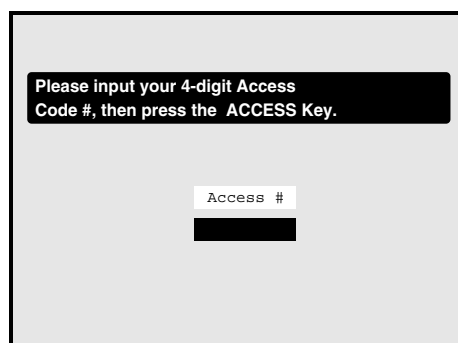 Please input your 4-digit Access
Code #, then press the ACCESS Key.
Access #